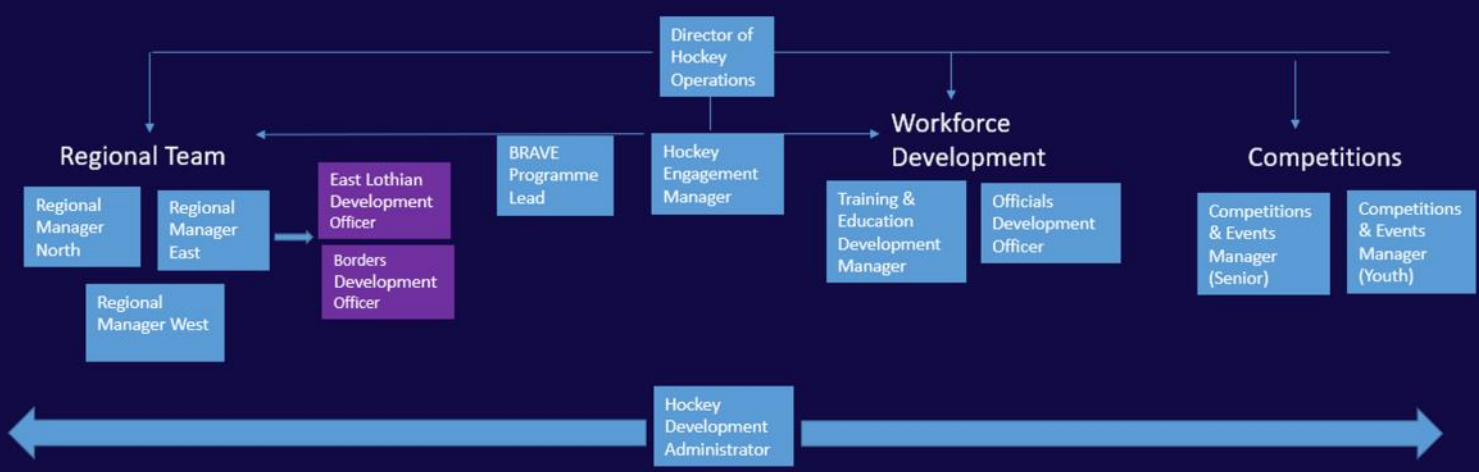 Director of
Hockey
Operations
Regional Team
Regional
Manager
North
Regional
Manager
East
Regional
Manager West
East Lothian
Development
Officer
Borders
Development
Officer
BRAVE
Programme
Lead
Hockey
Engagement
Manager
Workforce
Development
Training &
Education
Development
Manager
Officials
Development
Officer
Competitions
Competitions
& Events
Manager
(Senior)
Competitions
& Events
Manager
(Youth)
Hockey
Development
Administrator